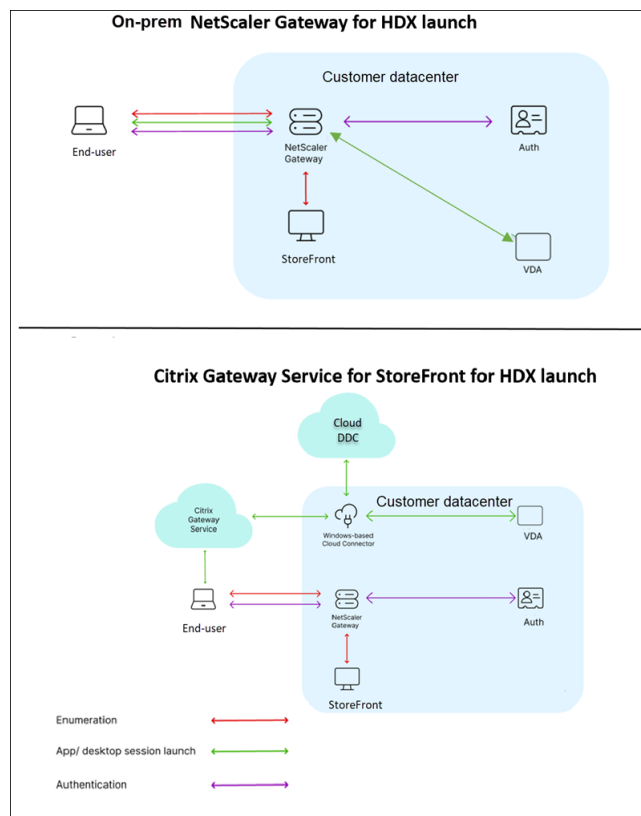 On-prem NetScaler Gateway for HDX launch
Customer datacenter
End-user
NetScaler
Gateway
Auth
StoreFront
VDA
Citrix Gateway Service for StoreFront for HDX launch
Cloud
DDC
Customer datacenter
Citrix
Gateway
Service
Windows-based
Cloud Connector
VDA
End-user
NetScaler
Gateway
Auth
StoreFront
Enumeration
App/ desktop session launch
Authentication